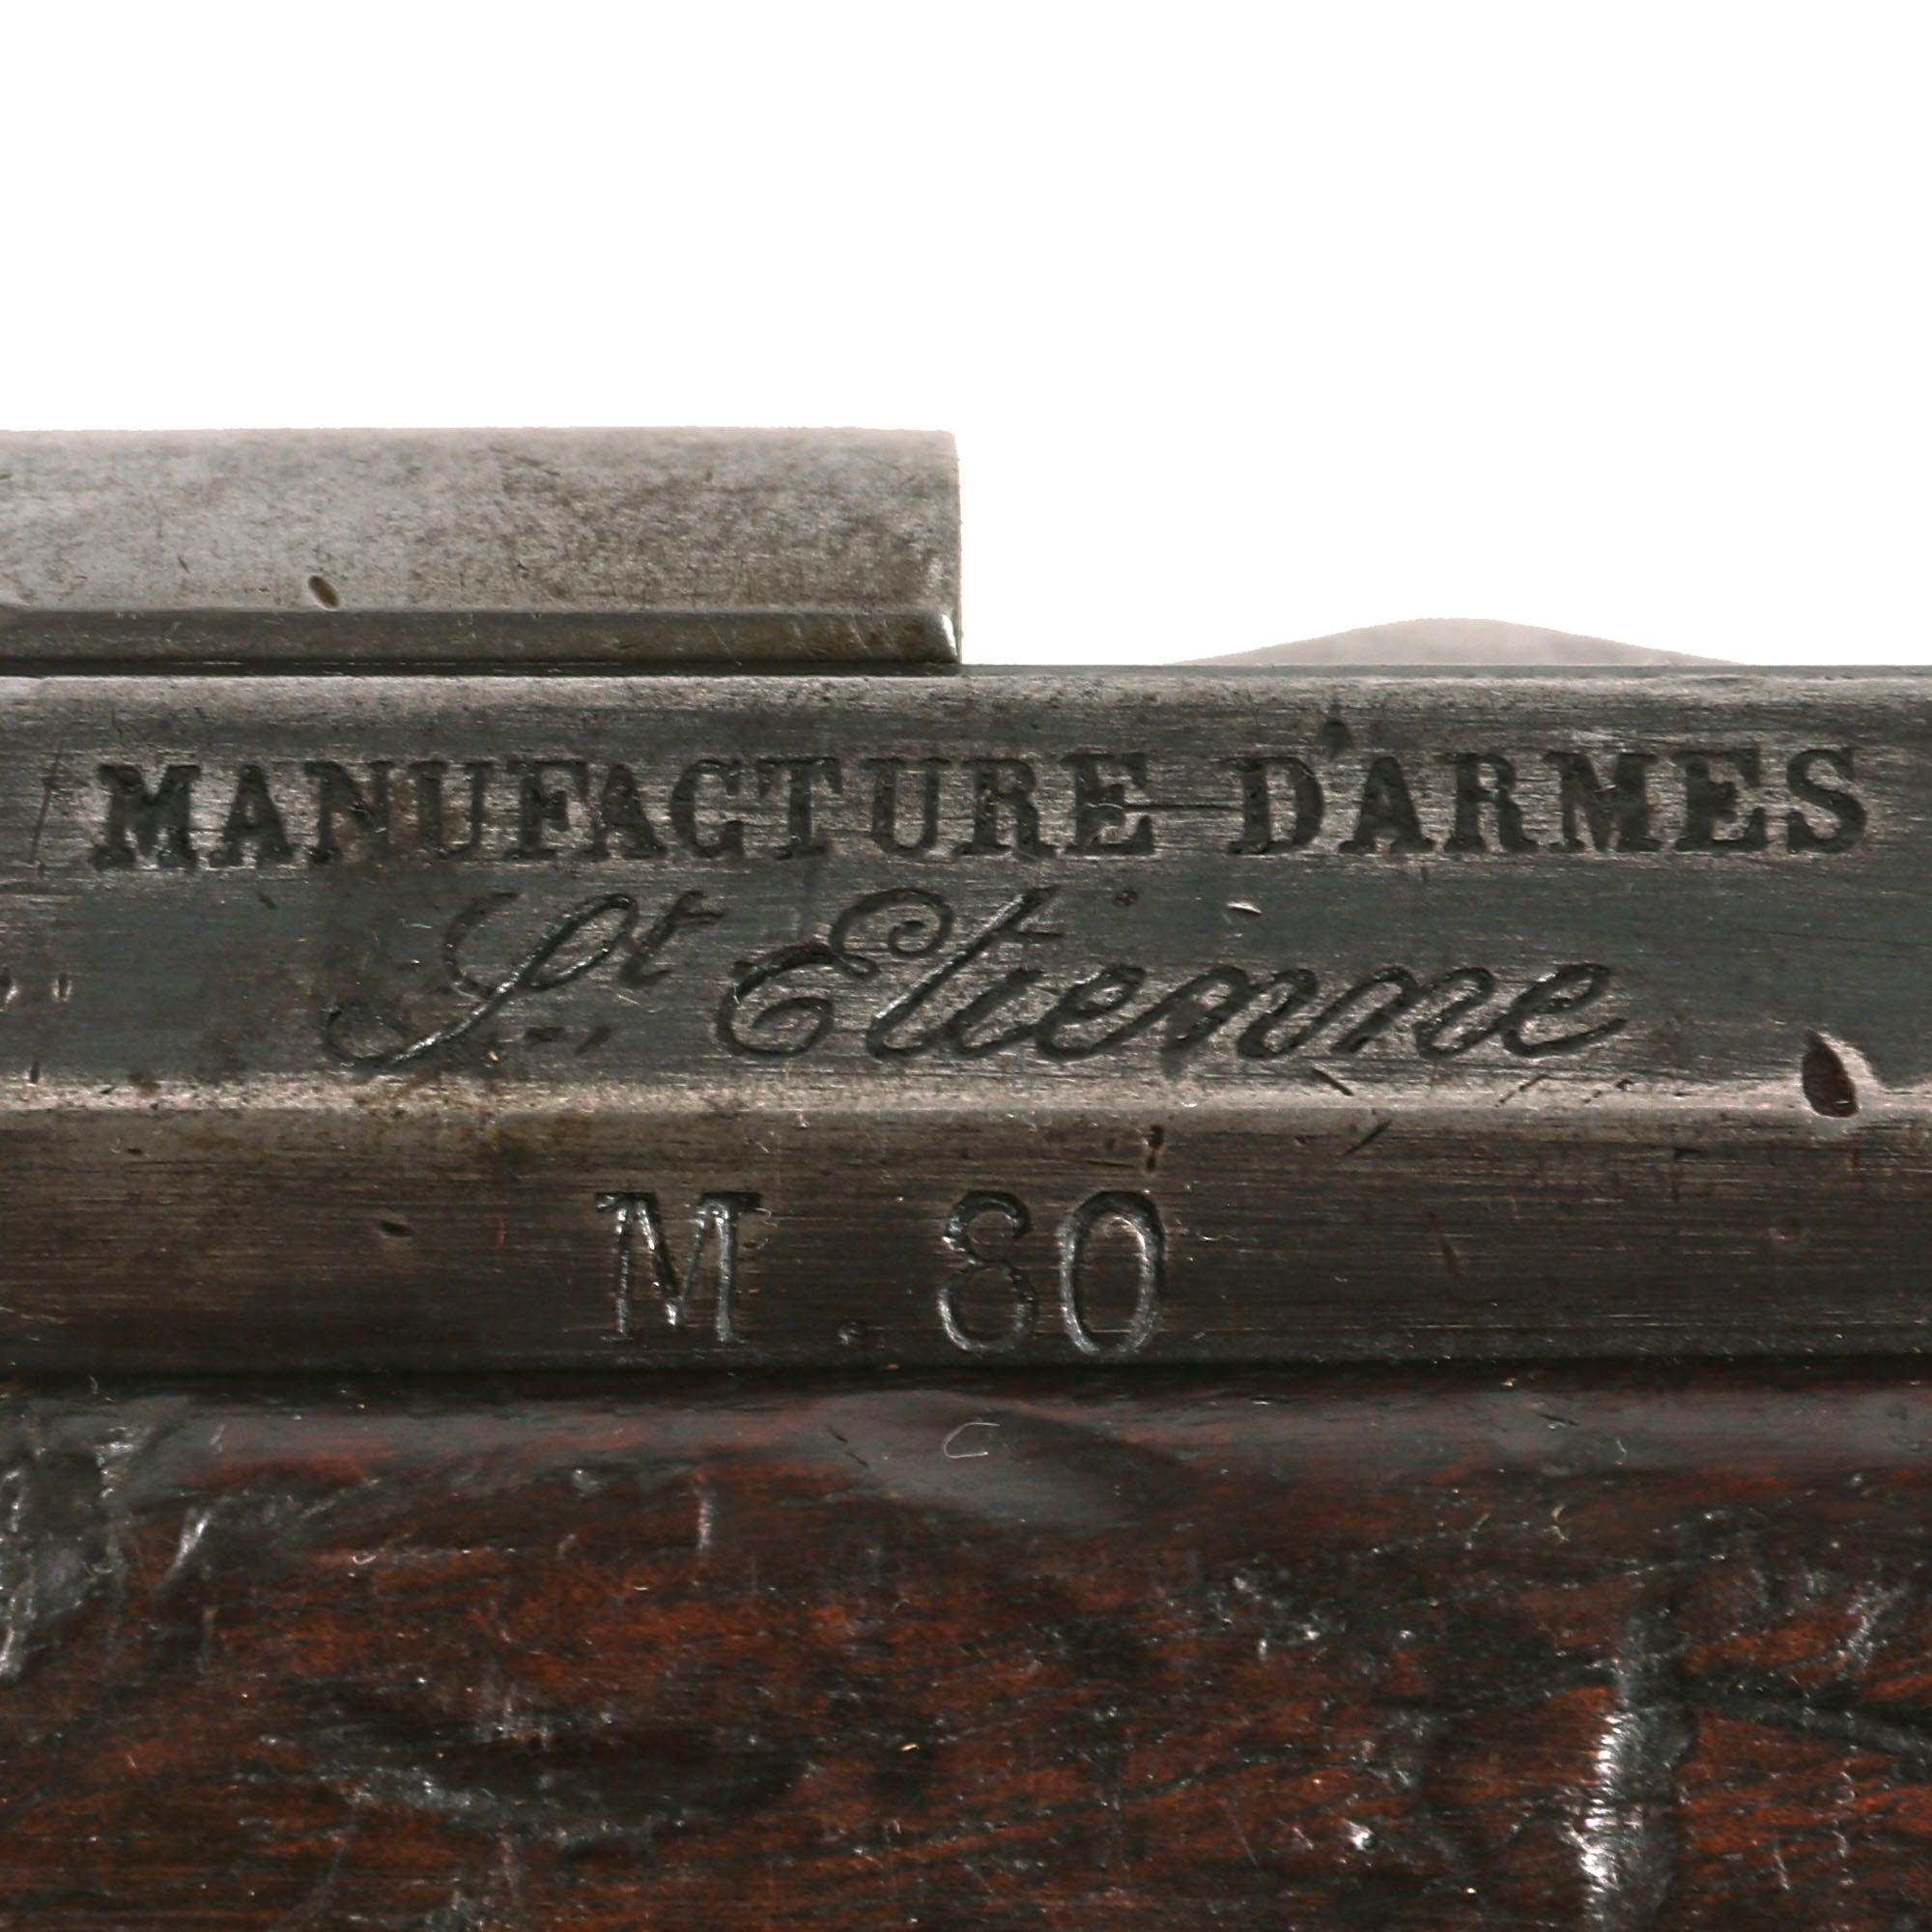 MANUFACTURE D'ARMES
St Etienne
M. 80